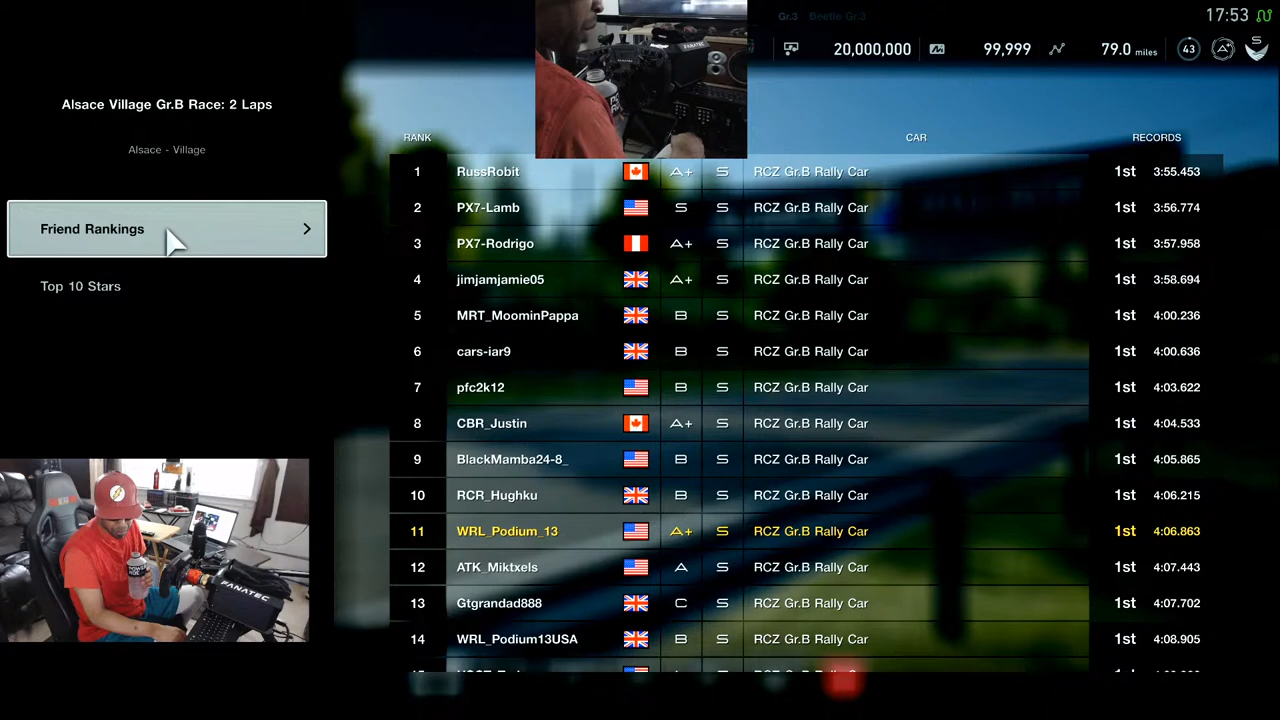 Gr.3 Beetle Gr.3
17:53
20,000,000
99,999
79.0 miles
43
A+
S
Alsace Village Gr.B Race: 2 Laps
Alsace - Village
Friend Rankings
Top 10 Stars
RANK CAR RECORDS
1 RussRobit A+ S RCZ Gr.B Rally Car 1st 3:55.453
2 PX7-Lamb S S RCZ Gr.B Rally Car 1st 3:56.774
3 PX7-Rodrigo A+ S RCZ Gr.B Rally Car 1st 3:57.958
4 jimjamjamie05 A+ S RCZ Gr.B Rally Car 1st 3:58.694
5 MRT_MoominPappa B S RCZ Gr.B Rally Car 1st 4:00.236
6 cars-iar9 B S RCZ Gr.B Rally Car 1st 4:00.636
7 pfc2k12 B S RCZ Gr.B Rally Car 1st 4:03.622
8 CBR_Justin A+ S RCZ Gr.B Rally Car 1st 4:04.533
9 BlackMamba24-8_ B S RCZ Gr.B Rally Car 1st 4:05.865
10 RCR_Hughku B S RCZ Gr.B Rally Car 1st 4:06.215
11 WRL_Podium_13 A+ S RCZ Gr.B Rally Car 1st 4:06.863
12 ATK_Miktxels A S RCZ Gr.B Rally Car 1st 4:07.443
13 Gtgrandad888 C S RCZ Gr.B Rally Car 1st 4:07.702
14 WRL_Podium13USA B S RCZ Gr.B Rally Car 1st 4:08.905
FANATEC
FANATEC
FANATEC